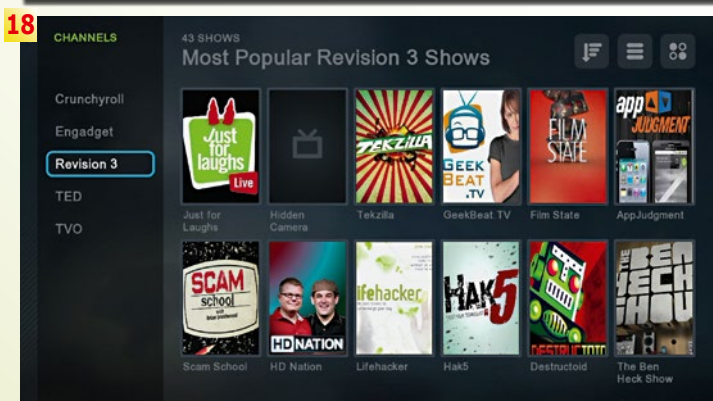 18
CHANNELS
43 SHOWS
Most Popular Revision 3 Shows
Crunchyroll
Engadget
Revision 3
TED
TVO
Just
for
laughs
Live
TEKZILLA
GEEK
BEAT
.TV
FILM
STATE
app
JUDGMENT
Just for
Laughs
Hidden
Camera
Tekzilla
GeekBeat TV
Film State
AppJudgment
SCAM
school
HD NATION
lifehacker
HAK5
DESTRUCTOID
THE BEN
HECK
SHOW
Scam School
HD Nation
Lifehacker
Hak5
Destructoid
The Ben
Heck Show